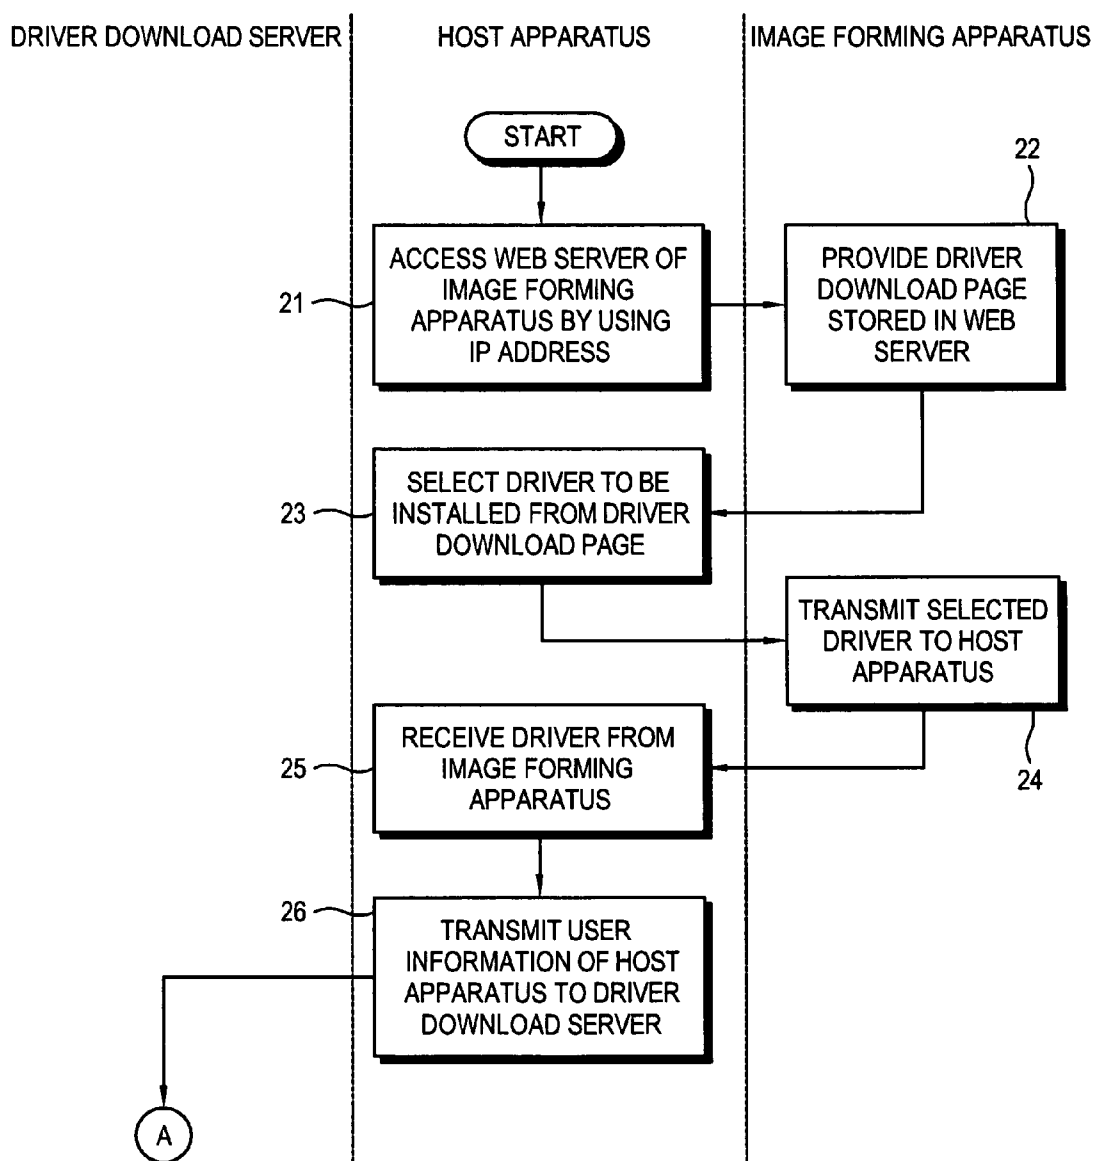 DRIVER DOWNLOAD SERVER
HOST APPARATUS
IMAGE FORMING APPARATUS
START
22
21
ACCESS WEB SERVER OF
IMAGE FORMING
APPARATUS BY USING
IP ADDRESS
PROVIDE DRIVER
DOWNLOAD PAGE
STORED IN WEB
SERVER
23
SELECT DRIVER TO BE
INSTALLED FROM DRIVER
DOWNLOAD PAGE
TRANSMIT SELECTED
DRIVER TO HOST
APPARATUS
24
25
RECEIVE DRIVER FROM
IMAGE FORMING
APPARATUS
26
TRANSMIT USER
INFORMATION OF HOST
APPARATUS TO DRIVER
DOWNLOAD SERVER
A